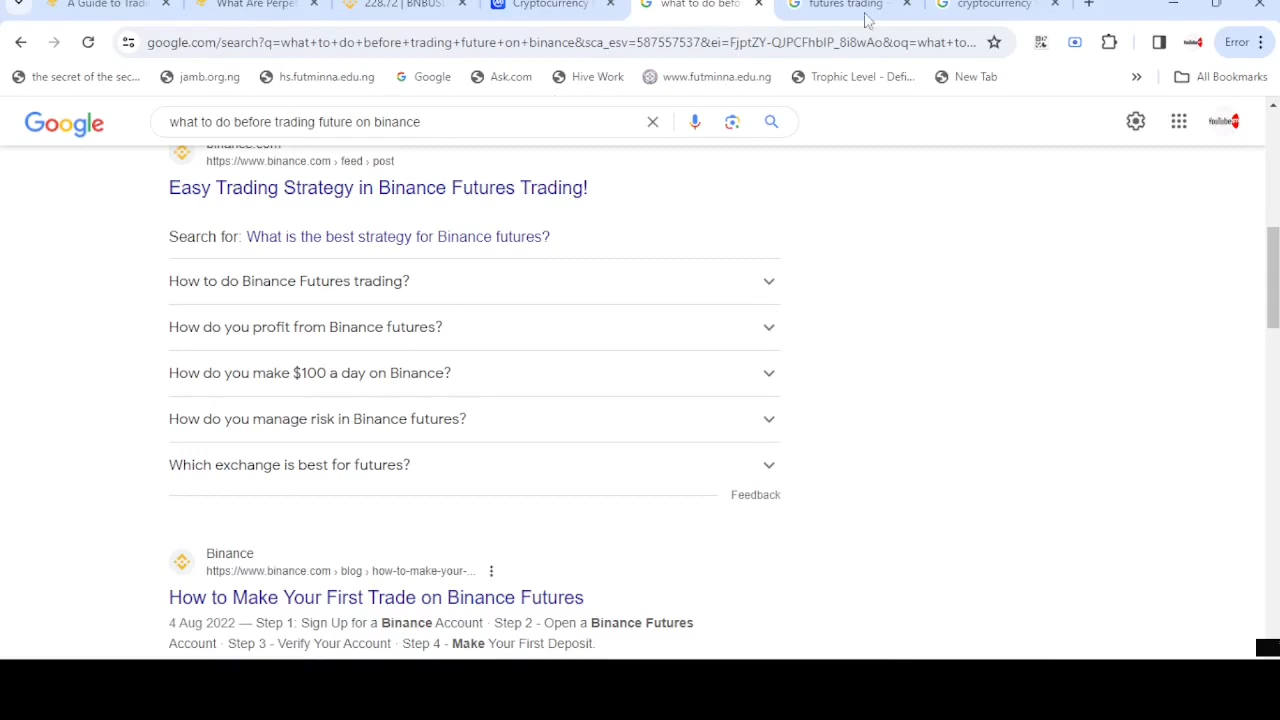 A Guide to Tradi
What Are Perpet
228.72 | BNBUS
Cryptocurrency
what to do befo
futures trading -
cryptocurrency
google.com/search?q=what+to+do+before+trading+future+on+binance&sca_esv=587557537&ei=FjptZY-QJPCFhbIP_8i8wAo&oq=what+to...
YouTube
Error
the secret of the sec...
jamb.org.ng
hs.futminna.edu.ng
Google
Ask.com
Hive Work
www.futminna.edu.ng
Trophic Level - Defi...
New Tab
»
All Bookmarks
Google
what to do before trading future on binance
YouTube
binance.com
https://www.binance.com › feed › post
Easy Trading Strategy in Binance Futures Trading!
Search for: What is the best strategy for Binance futures?
How to do Binance Futures trading?
How do you profit from Binance futures?
How do you make $100 a day on Binance?
How do you manage risk in Binance futures?
Which exchange is best for futures?
Feedback
Binance
https://www.binance.com › blog › how-to-make-your-...
How to Make Your First Trade on Binance Futures
4 Aug 2022 — Step 1: Sign Up for a Binance Account · Step 2 - Open a Binance Futures
Account · Step 3 - Verify Your Account · Step 4 - Make Your First Deposit.